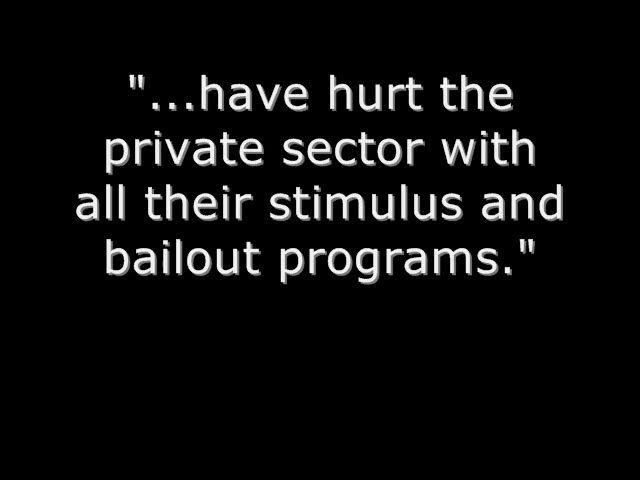 "...have hurt the
private sector with
all their stimulus and
bailout programs."